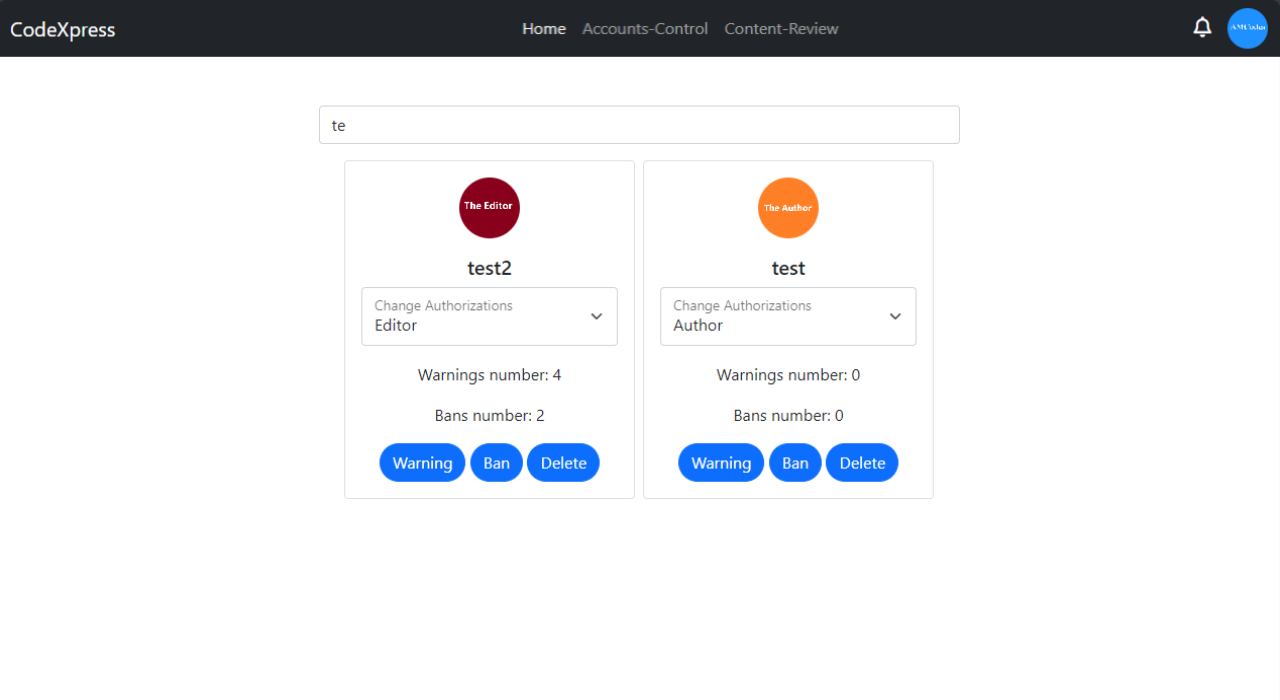 CodeXpress Home Accounts-Control Content-Review AMCoder
te
The Editor
test2
Change Authorizations
Editor
Warnings number: 4
Bans number: 2
Warning Ban Delete
The Author
test
Change Authorizations
Author
Warnings number: 0
Bans number: 0
Warning Ban Delete